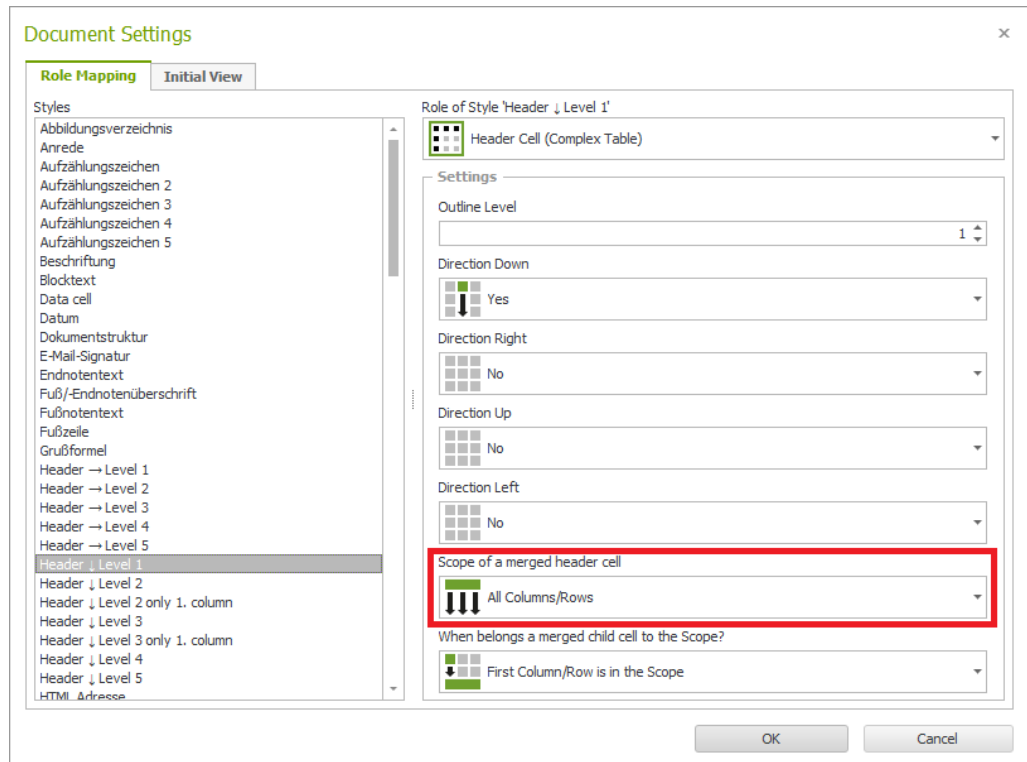 Document Settings
Role Mapping
Initial View
Styles
Abbildungsverzeichnis
Anrede
Aufzählungszeichen
Aufzählungszeichen 2
Aufzählungszeichen 3
Aufzählungszeichen 4
Aufzählungszeichen 5
Beschriftung
Blocktext
Data cell
Datum
Dokumentstruktur
E-Mail-Signatur
Endnotentext
Fuß/-Endnotenüberschrift
Fußnotentext
Fußzeile
Grußformel
Header → Level 1
Header → Level 2
Header → Level 3
Header → Level 4
Header → Level 5
Header ↓ Level 1
Header ↓ Level 2
Header ↓ Level 2 only 1. column
Header ↓ Level 3
Header ↓ Level 3 only 1. column
Header ↓ Level 4
Header ↓ Level 5
HTML Adresse
Role of Style 'Header ↓ Level 1'
Header Cell (Complex Table)
Settings
Outline Level
1
Direction Down
Yes
Direction Right
No
Direction Up
No
Direction Left
No
Scope of a merged header cell
All Columns/Rows
When belongs a merged child cell to the Scope?
First Column/Row is in the Scope
OK
Cancel